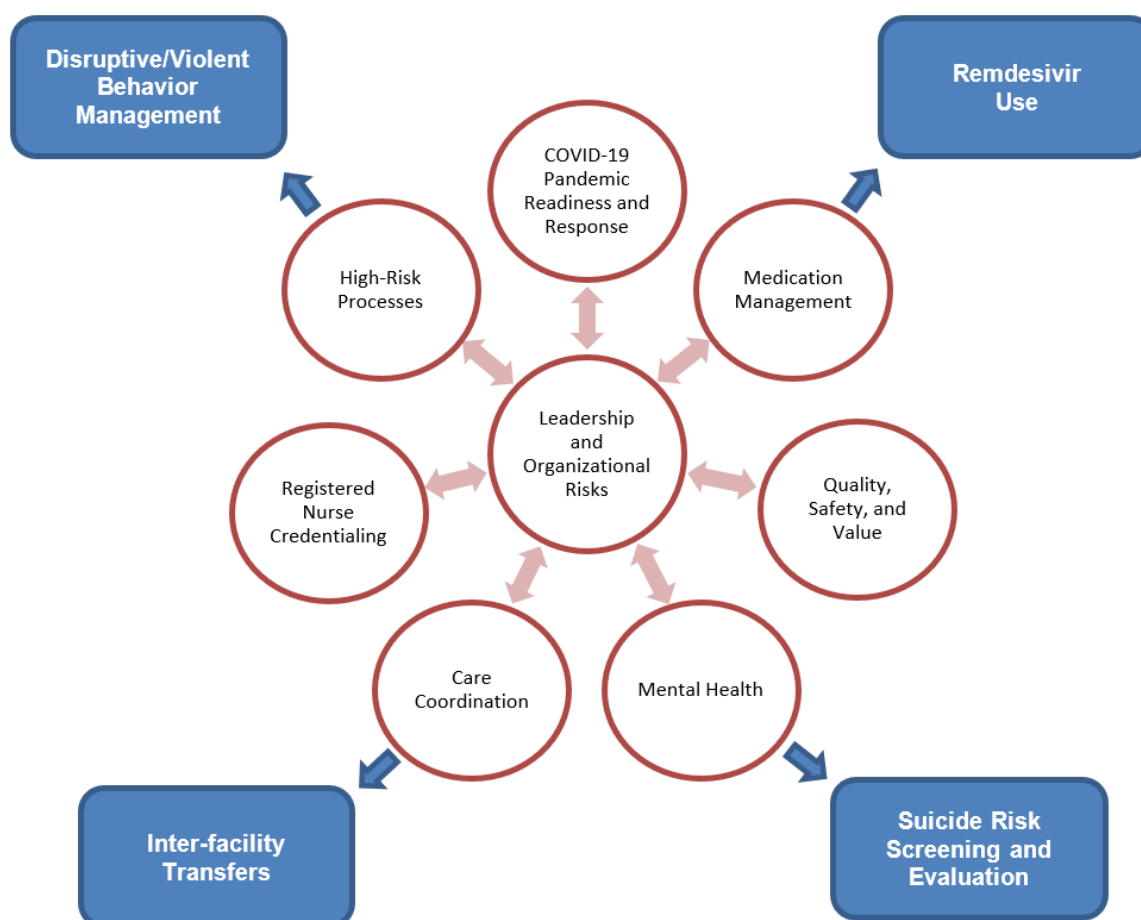 Disruptive/Violent
Behavior
Management
Remdesivir
Use
COVID-19
Pandemic
Readiness and
Response
High-Risk
Processes
Medication
Management
Leadership
and
Organizational
Risks
Registered
Nurse
Credentialing
Quality,
Safety, and
Value
Care
Coordination
Mental Health
Inter-facility
Transfers
Suicide Risk
Screening and
Evaluation